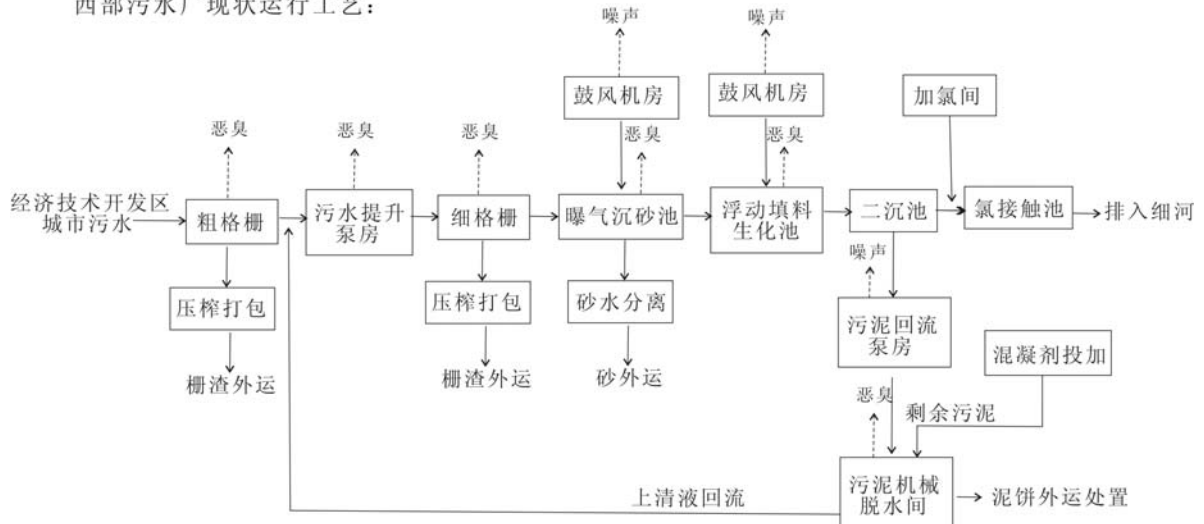 西部污水厂现状运行工艺：
噪声
噪声
鼓风机房
鼓风机房
加氯间
恶臭
恶臭
恶臭
恶臭
恶臭
经济技术开发区
城市污水
粗格栅
污水提升
泵房
细格栅
曝气沉砂池
浮动填料
生化池
二沉池
氯接触池
排入细河
噪声
压榨打包
压榨打包
砂水分离
污泥回流
泵房
混凝剂投加
栅渣外运
栅渣外运
砂外运
恶臭
剩余污泥
上清液回流
污泥机械
脱水间
泥饼外运处置